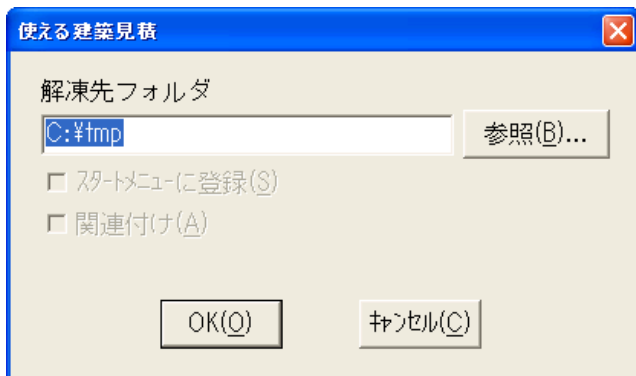 使える建築見積
解凍先フォルダ
C:¥tmp
参照(B)...
ｽﾀｰﾄﾒﾆｭｰに登録(S)
関連付け(A)
OK(O)
ｷｬﾝｾﾙ(C)